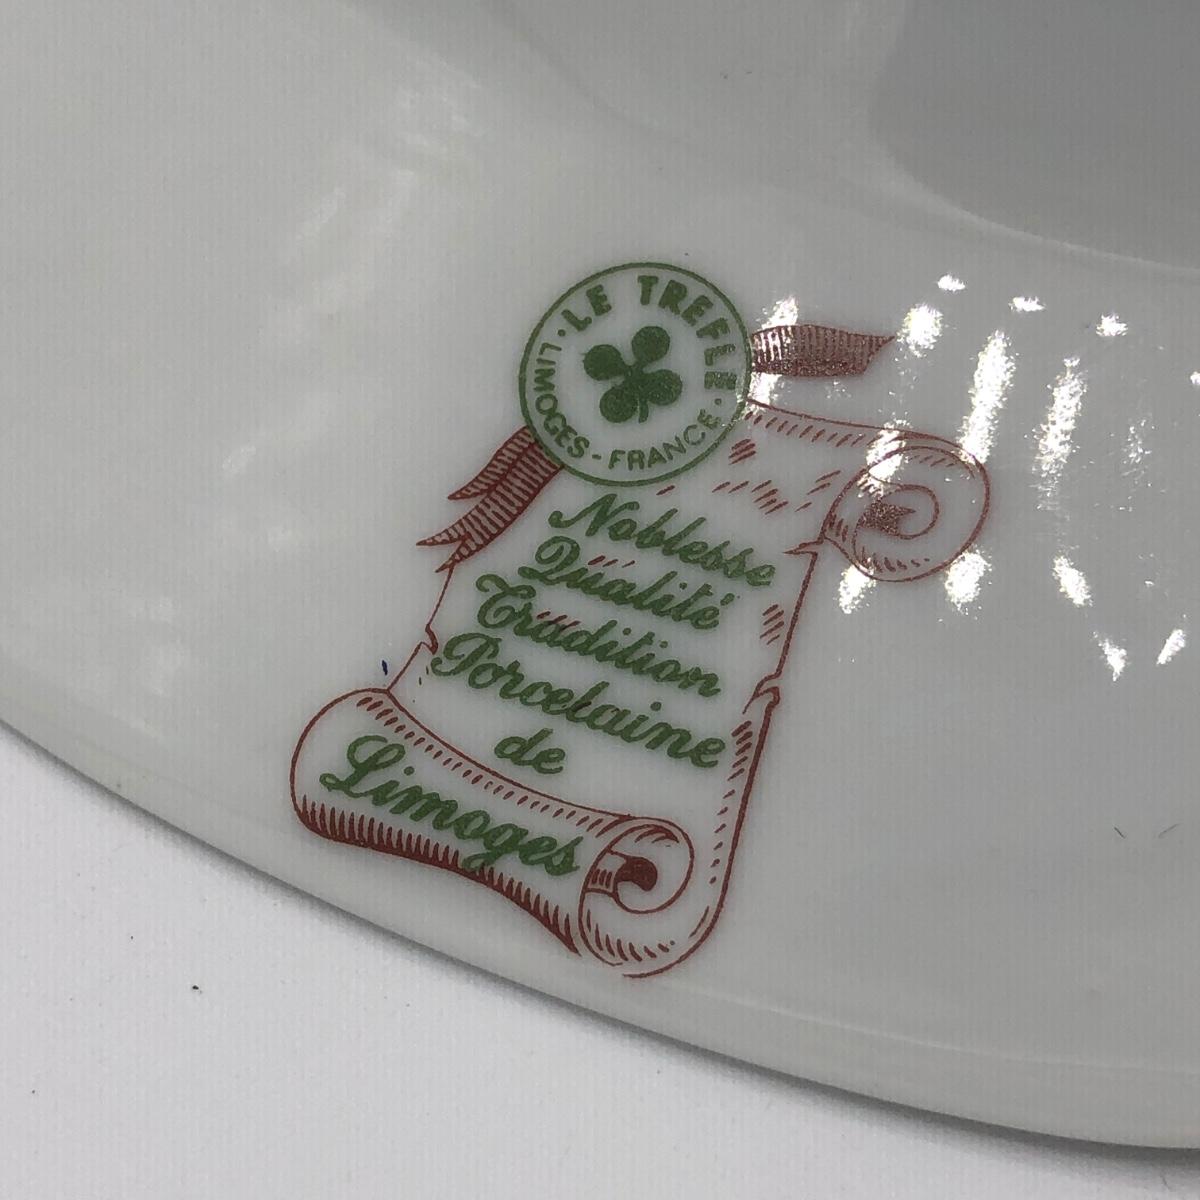 LE TREFLE
LIMOGES - FRANCE
Noblesse
Qualité
Tradition
Porcelaine
de
Limoges